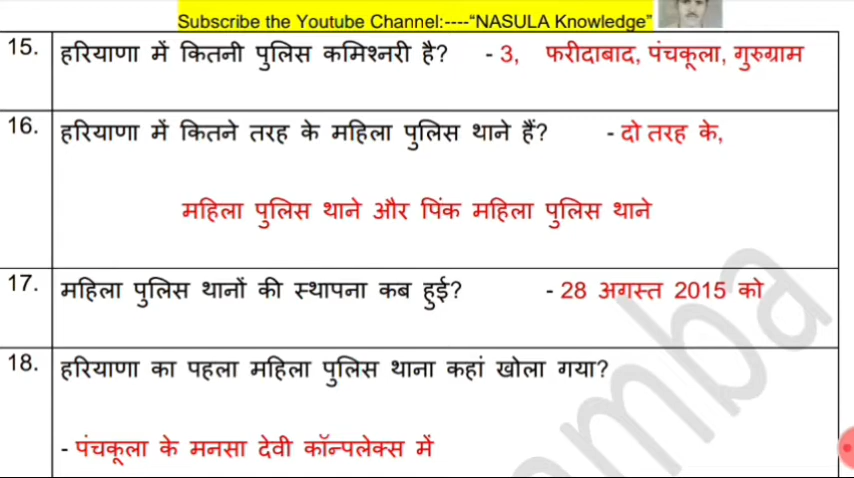 Subscribe the Youtube Channel:----“NASULA Knowledge”
15. हरियाणा में कितनी पुलिस कमिश्नरी है? - 3, फरीदाबाद, पंचकूला, गुरुग्राम
16. हरियाणा में कितने तरह के महिला पुलिस थाने हैं? - दो तरह के,
महिला पुलिस थाने और पिंक महिला पुलिस थाने
17. महिला पुलिस थानों की स्थापना कब हुई? - 28 अगस्त 2015 को
18. हरियाणा का पहला महिला पुलिस थाना कहां खोला गया?
- पंचकूला के मनसा देवी कॉम्पलेक्स में